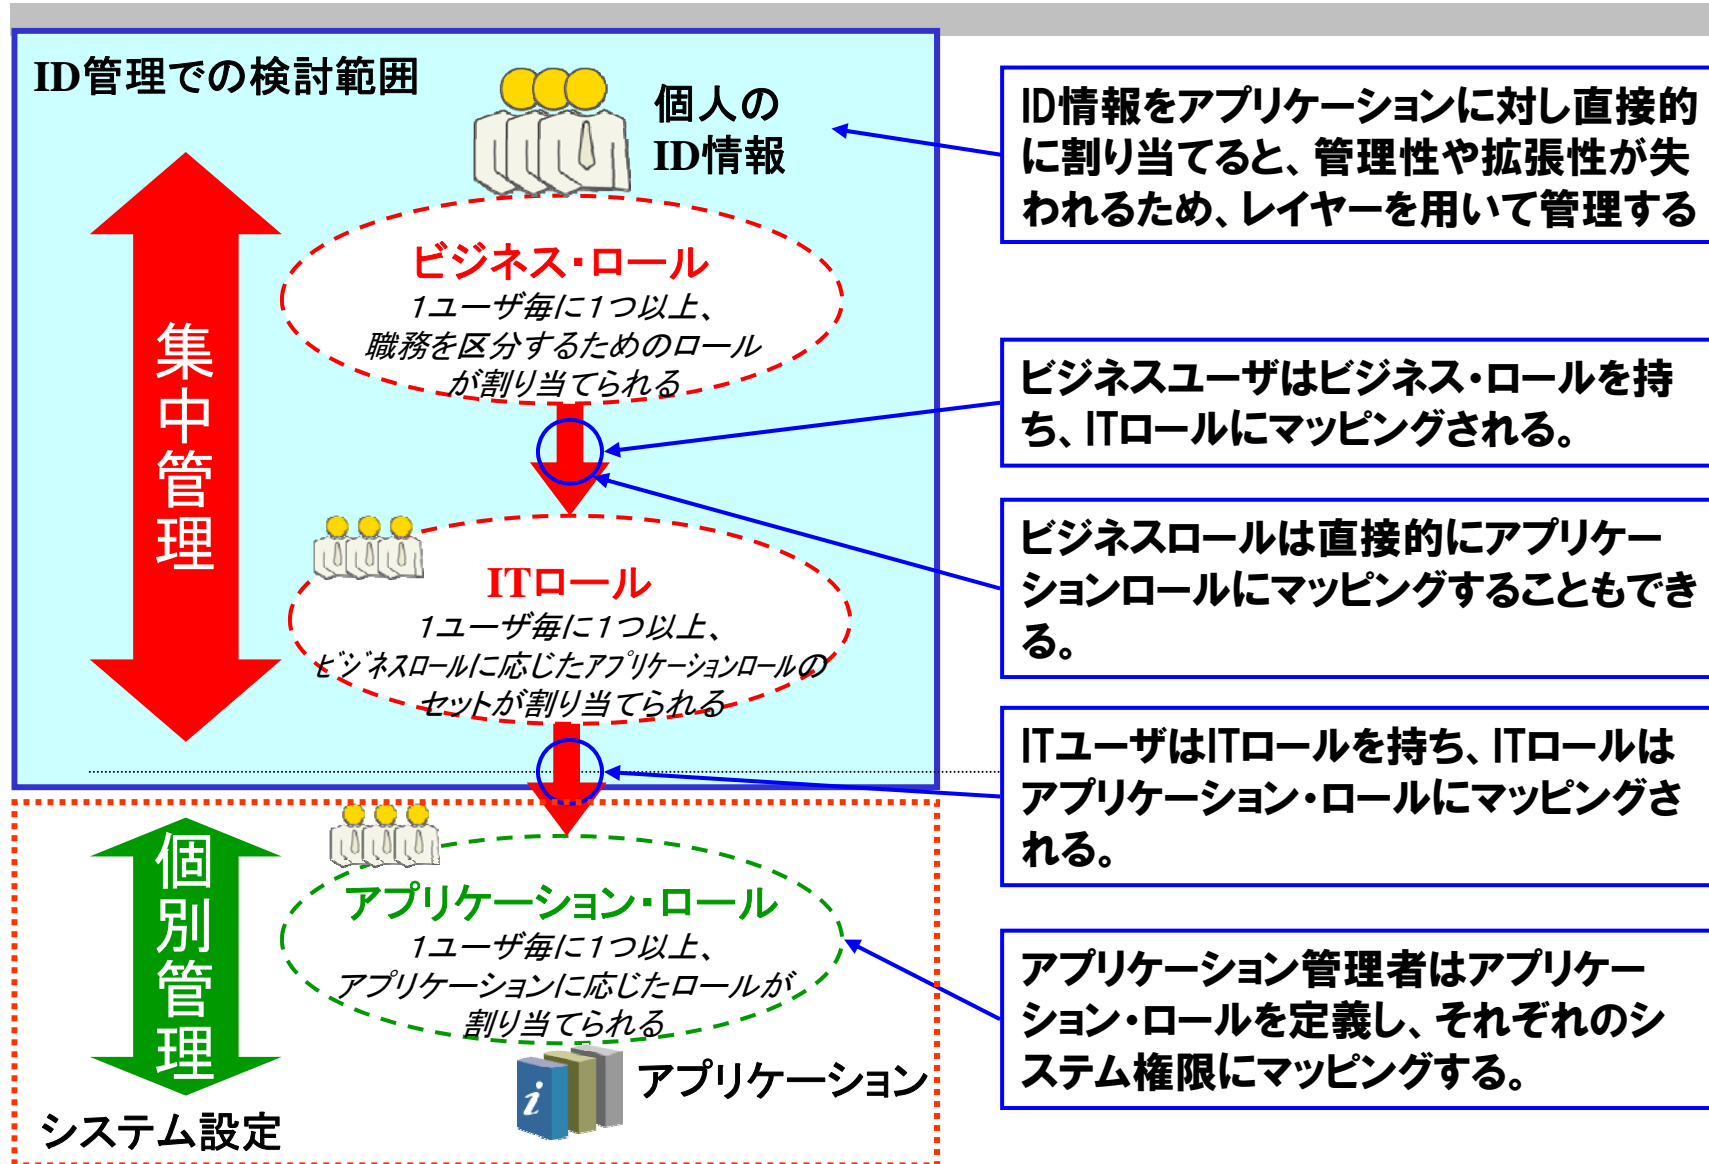 ID管理での検討範囲
個人の
ID情報
ビジネス・ロール
1ユーザ毎に1つ以上、
職務を区分するためのロール
が割り当てられる
集中管理
ITロール
1ユーザ毎に1つ以上、
ﾋﾞｼﾞﾈｽﾛｰﾙに応じたｱﾌﾟﾘｹｰｼｮﾝﾛｰﾙの
セットが割り当てられる
個別管理
アプリケーション・ロール
1ユーザ毎に1つ以上、
アプリケーションに応じたロールが
割り当てられる
i
アプリケーション
システム設定
ID情報をアプリケーションに対し直接的
に割り当てると、管理性や拡張性が失
われるため、レイヤーを用いて管理する
ビジネスユーザはビジネス・ロールを持
ち、ITロールにマッピングされる。
ビジネスロールは直接的にアプリケー
ションロールにマッピングすることもでき
る。
ITユーザはITロールを持ち、ITロールは
アプリケーション・ロールにマッピングさ
れる。
アプリケーション管理者はアプリケー
ション・ロールを定義し、それぞれのシ
ステム権限にマッピングする。